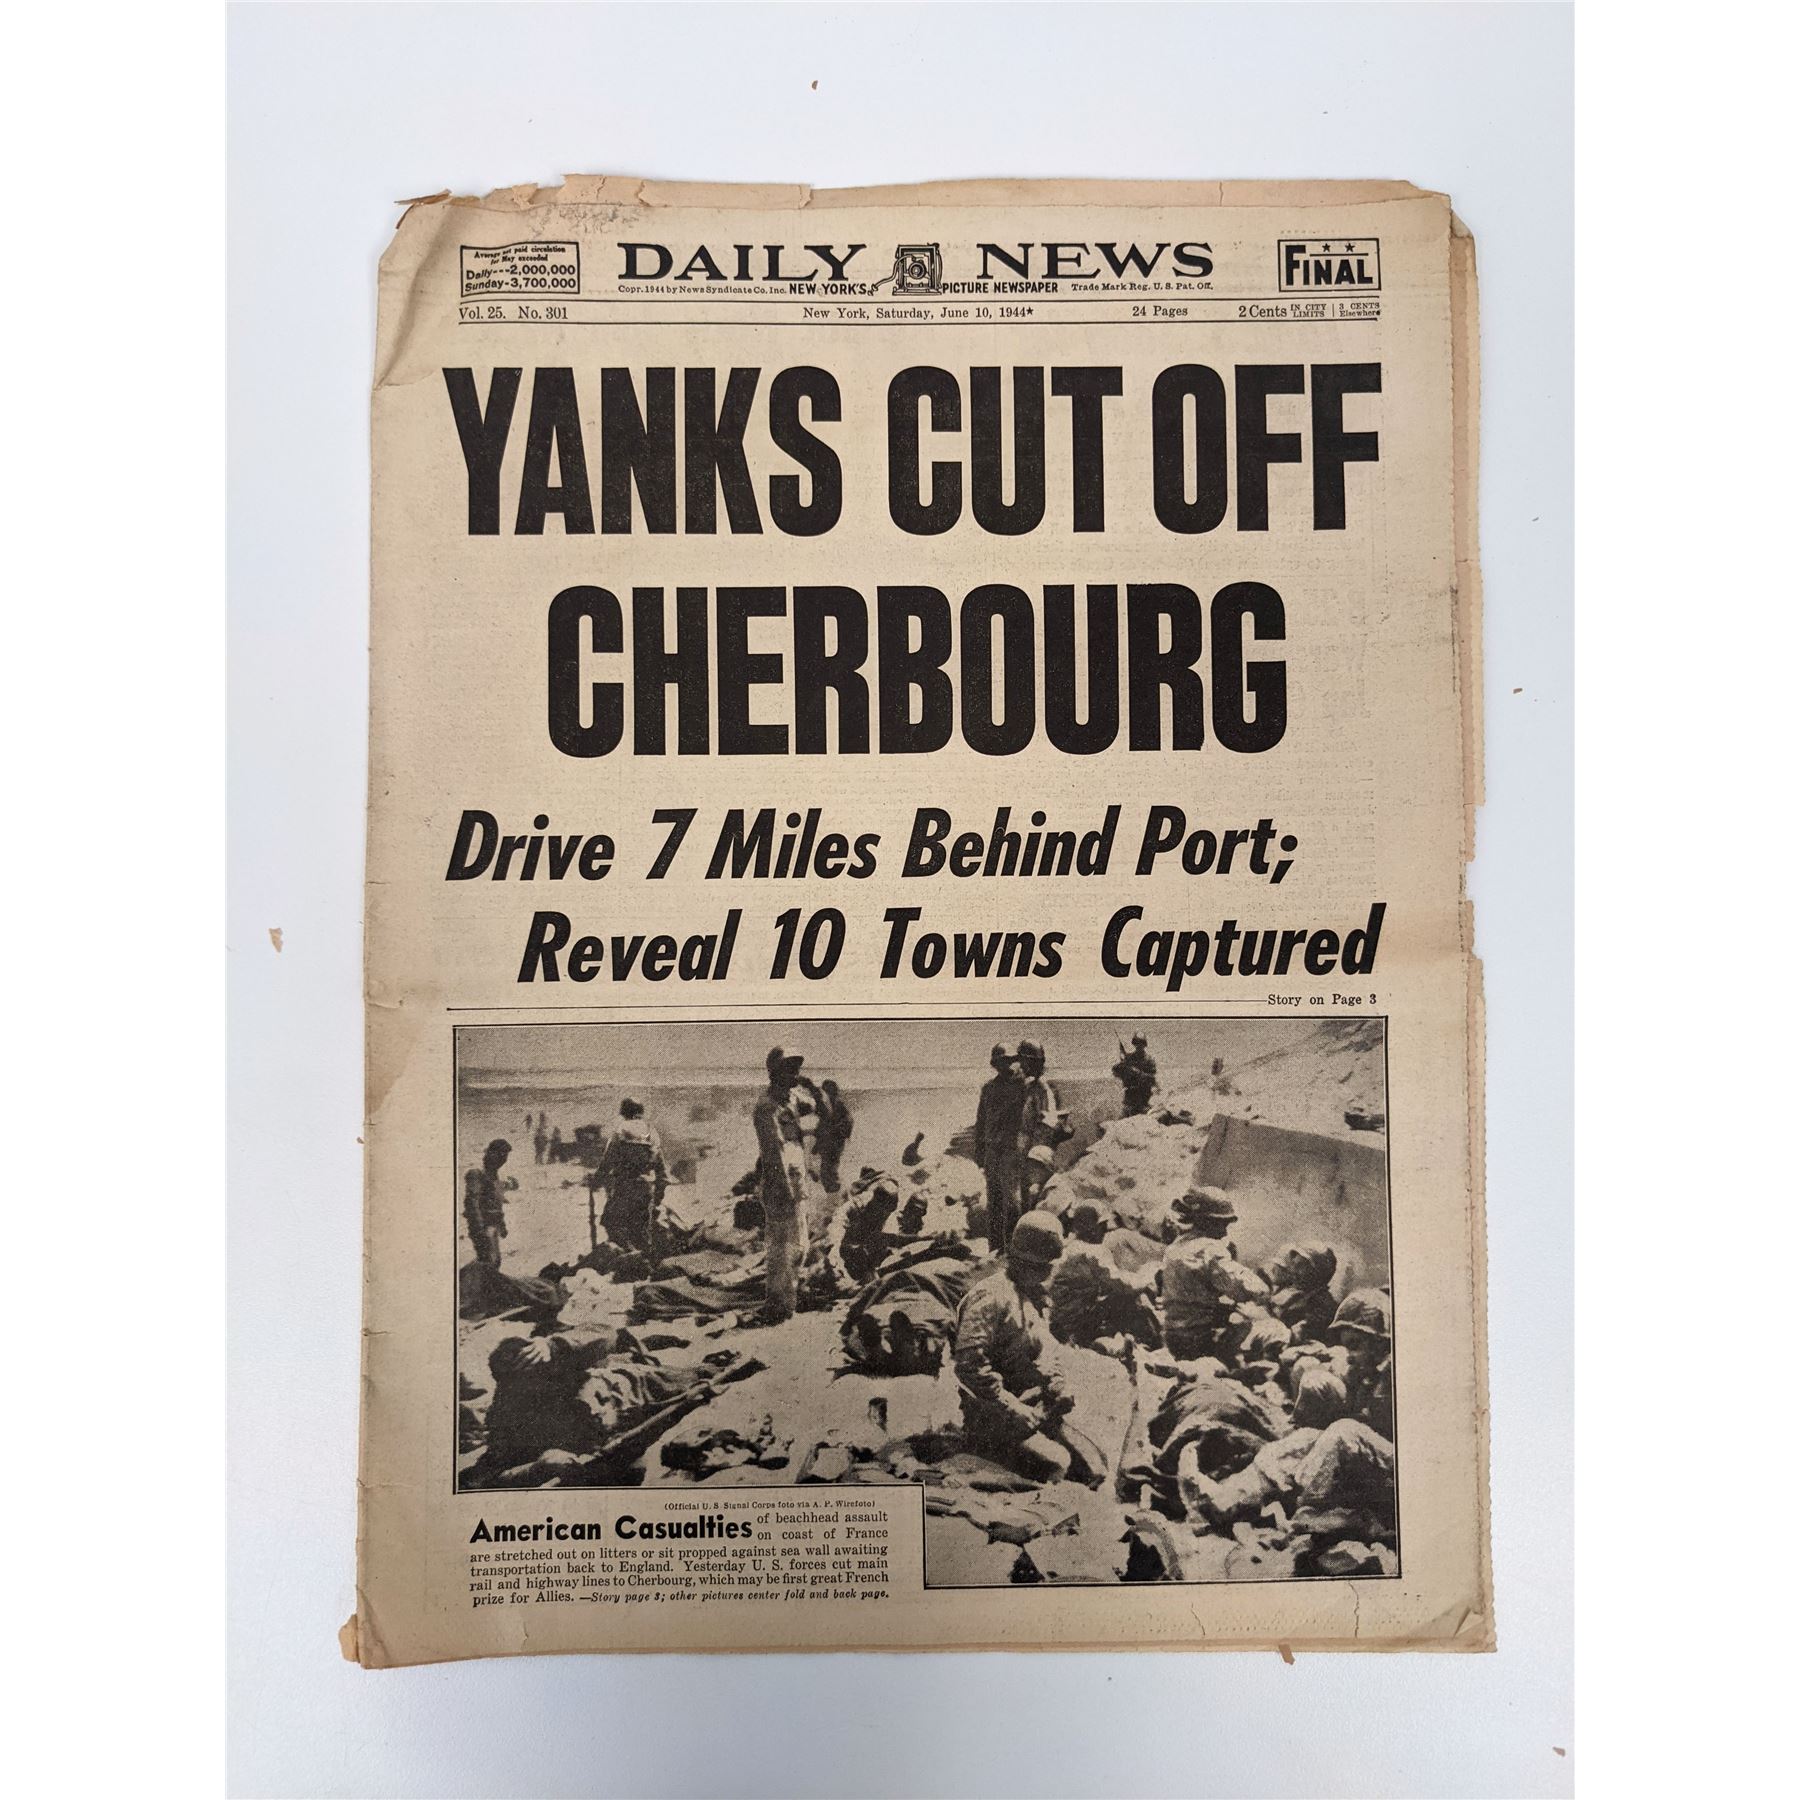 Average net paid circulation
for May exceeded
Daily---2,000,000
Sunday-3,700,000
DAILY NEWS
Copr. 1944 by News Syndicate Co. Inc. NEW YORK'S PICTURE NEWSPAPER Trade Mark Reg. U. S. Pat. Off.
FINAL
Vol. 25. No. 301 New York, Saturday, June 10, 1944★ 24 Pages 2 Cents IN CITY LIMITS | 3 CENTS Elsewhere
YANKS CUT OFF
CHERBOURG
Drive 7 Miles Behind Port;
Reveal 10 Towns Captured
Story on Page 3
(Official U. S. Signal Corps foto via A. P. Wirefoto)
American Casualties of beachhead assault
on coast of France
are stretched out on litters or sit propped against sea wall awaiting
transportation back to England. Yesterday U. S. forces cut main
rail and highway lines to Cherbourg, which may be first great French
prize for Allies. —Story page 3; other pictures center fold and back page.